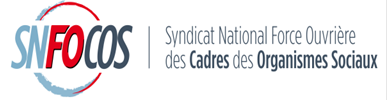 SNFOCOS
Syndicat National Force Ouvrière
des Cadres des Organismes Sociaux